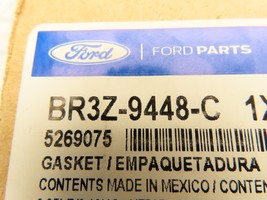 Ford | FORD PARTS
BR3Z-9448-C 1X
5269075
GASKET / EMPAQUETADURA
CONTENTS MADE IN MEXICO / CONTEN